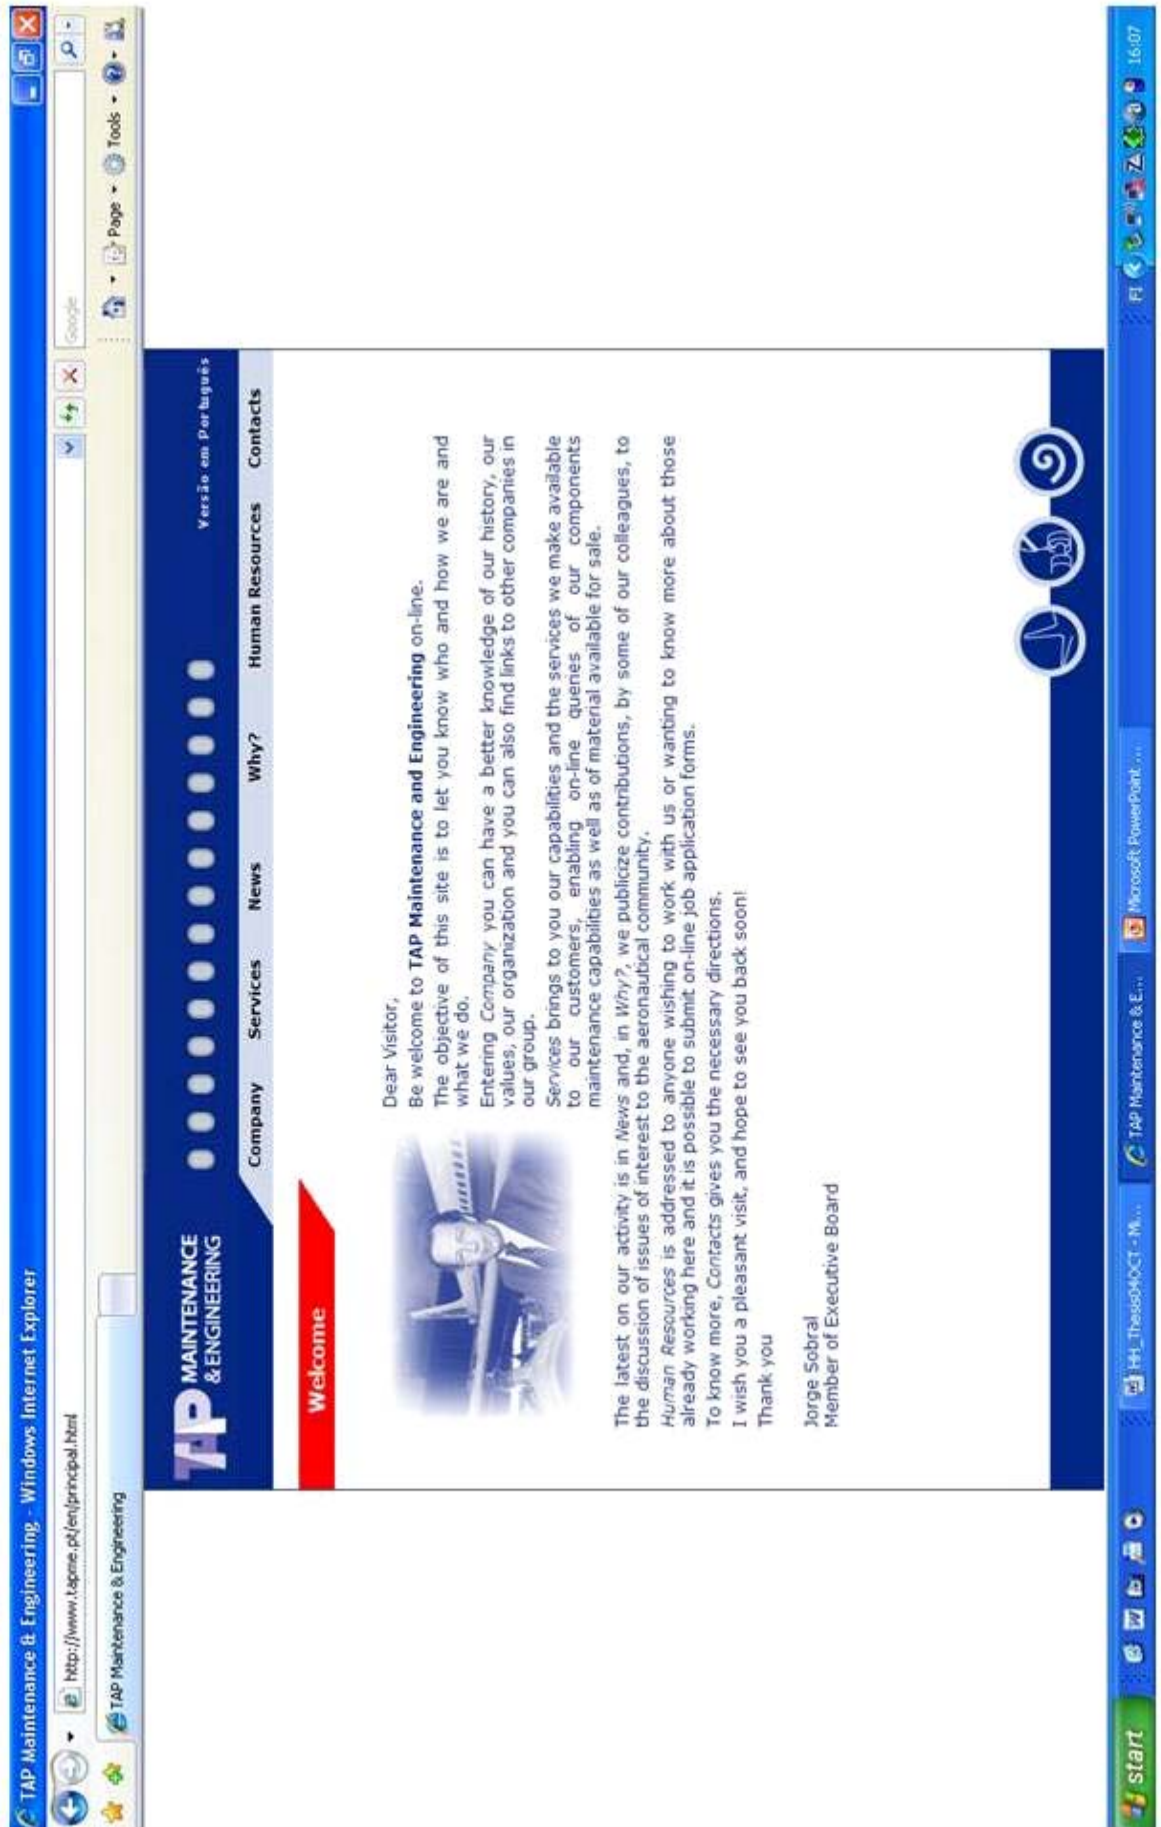 TAP Maintenance & Engineering - Windows Internet Explorer
http://www.tapme.pt/en/principal.html
Google
TAP Maintenance & Engineering
Page
Tools
TAP MAINTENANCE
& ENGINEERING
Versão em Português
Company Services News Why? Human Resources Contacts
Welcome
Dear Visitor,
Be welcome to TAP Maintenance and Engineering on-line.
The objective of this site is to let you know who and how we are and
what we do.
Entering Company you can have a better knowledge of our history, our
values, our organization and you can also find links to other companies in
our group.
Services brings to you our capabilities and the services we make available
to our customers, enabling on-line queries of our components
maintenance capabilities as well as of material available for sale.
The latest on our activity is in News and, in Why?, we publicize contributions, by some of our colleagues, to
the discussion of issues of interest to the aeronautical community.
Human Resources is addressed to anyone wishing to work with us or wanting to know more about those
already working here and it is possible to submit on-line job application forms.
To know more, Contacts gives you the necessary directions.
I wish you a pleasant visit, and hope to see you back soon!
Thank you
Jorge Sobral
Member of Executive Board
start
HH_Thesis04OCT - Mi...
TAP Maintenance & E...
Microsoft PowerPoint ...
FI
16:07